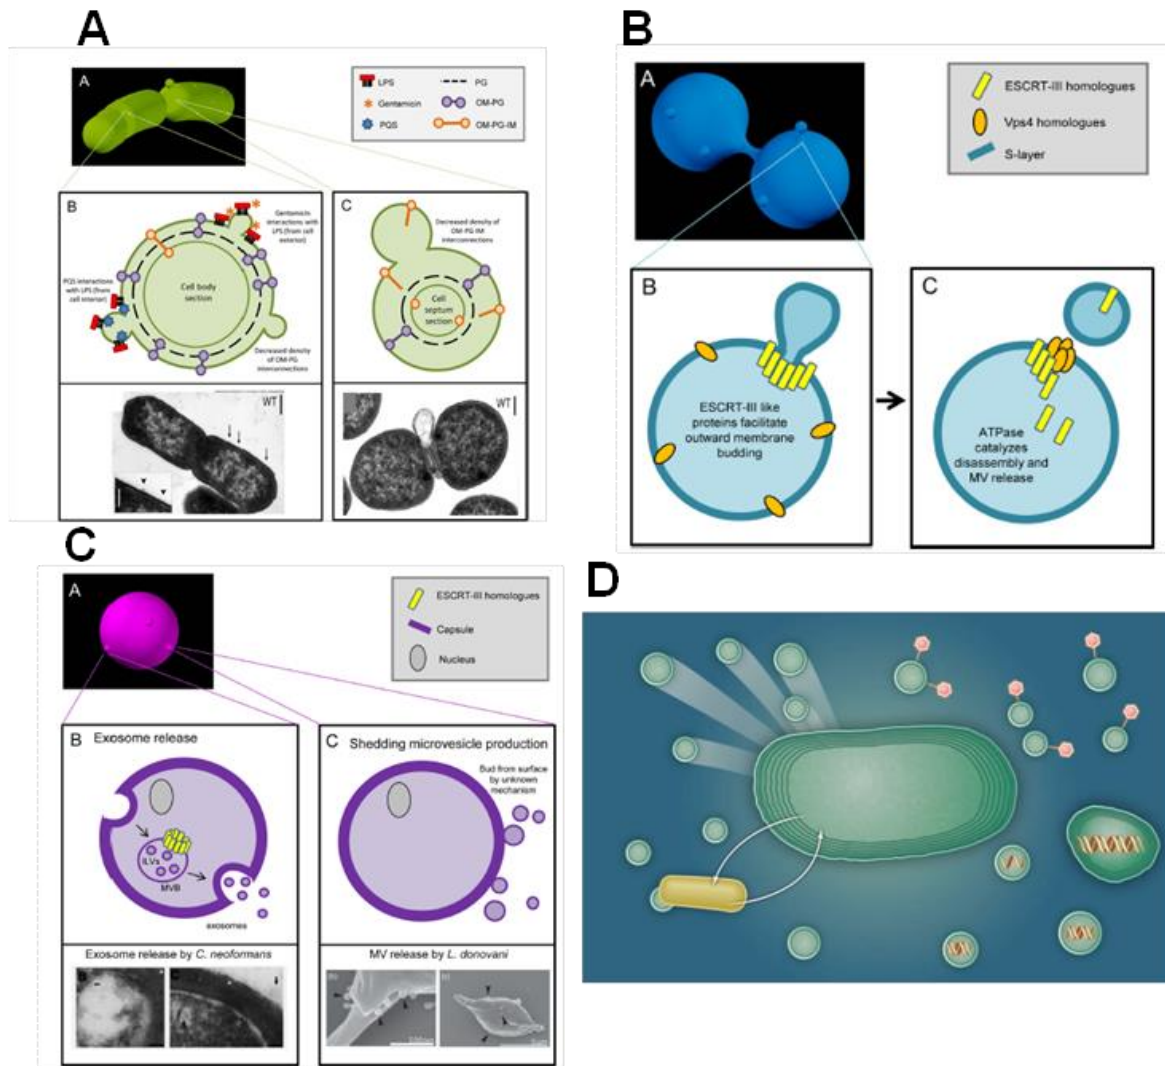 A
A
LPS
PG
Gentamicin
OM-PG
PQS
OM-PG-IM
B
Gentamicin
interactions with
LPS (from cell
exterior)
PQS interactions
with LPS (from
cell exterior)
Cell body
section
Decreased density
of OM-PG
interconnections
C
Decreased density of
OM-PG-IM
interconnections
Cell
septum
section
WT
WT
B
A
ESCRT-III homologues
Vps4 homologues
S-layer
B
ESCRT-III like
proteins facilitate
outward membrane
budding
C
ATPase
catalyzes
disassembly and
MV release
C
A
ESCRT-III homologues
Capsule
Nucleus
B
Exosome release
ILVs
MVB
exosomes
Exosome release by C. neoformans
C
Shedding microvesicle production
Bud from surface
by unknown
mechanism
MV release by L. donovani
D